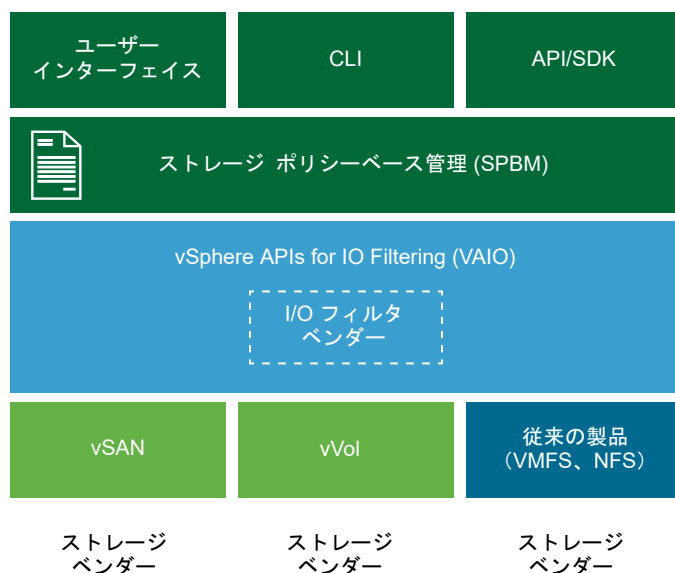 ユーザー
インターフェイス
CLI
API/SDK
ストレージ ポリシーベース管理 (SPBM)
vSphere APIs for IO Filtering (VAIO)
I/O フィルタ
ベンダー
vSAN
vVol
従来の製品
（VMFS、NFS）
ストレージ
ベンダー
ストレージ
ベンダー
ストレージ
ベンダー